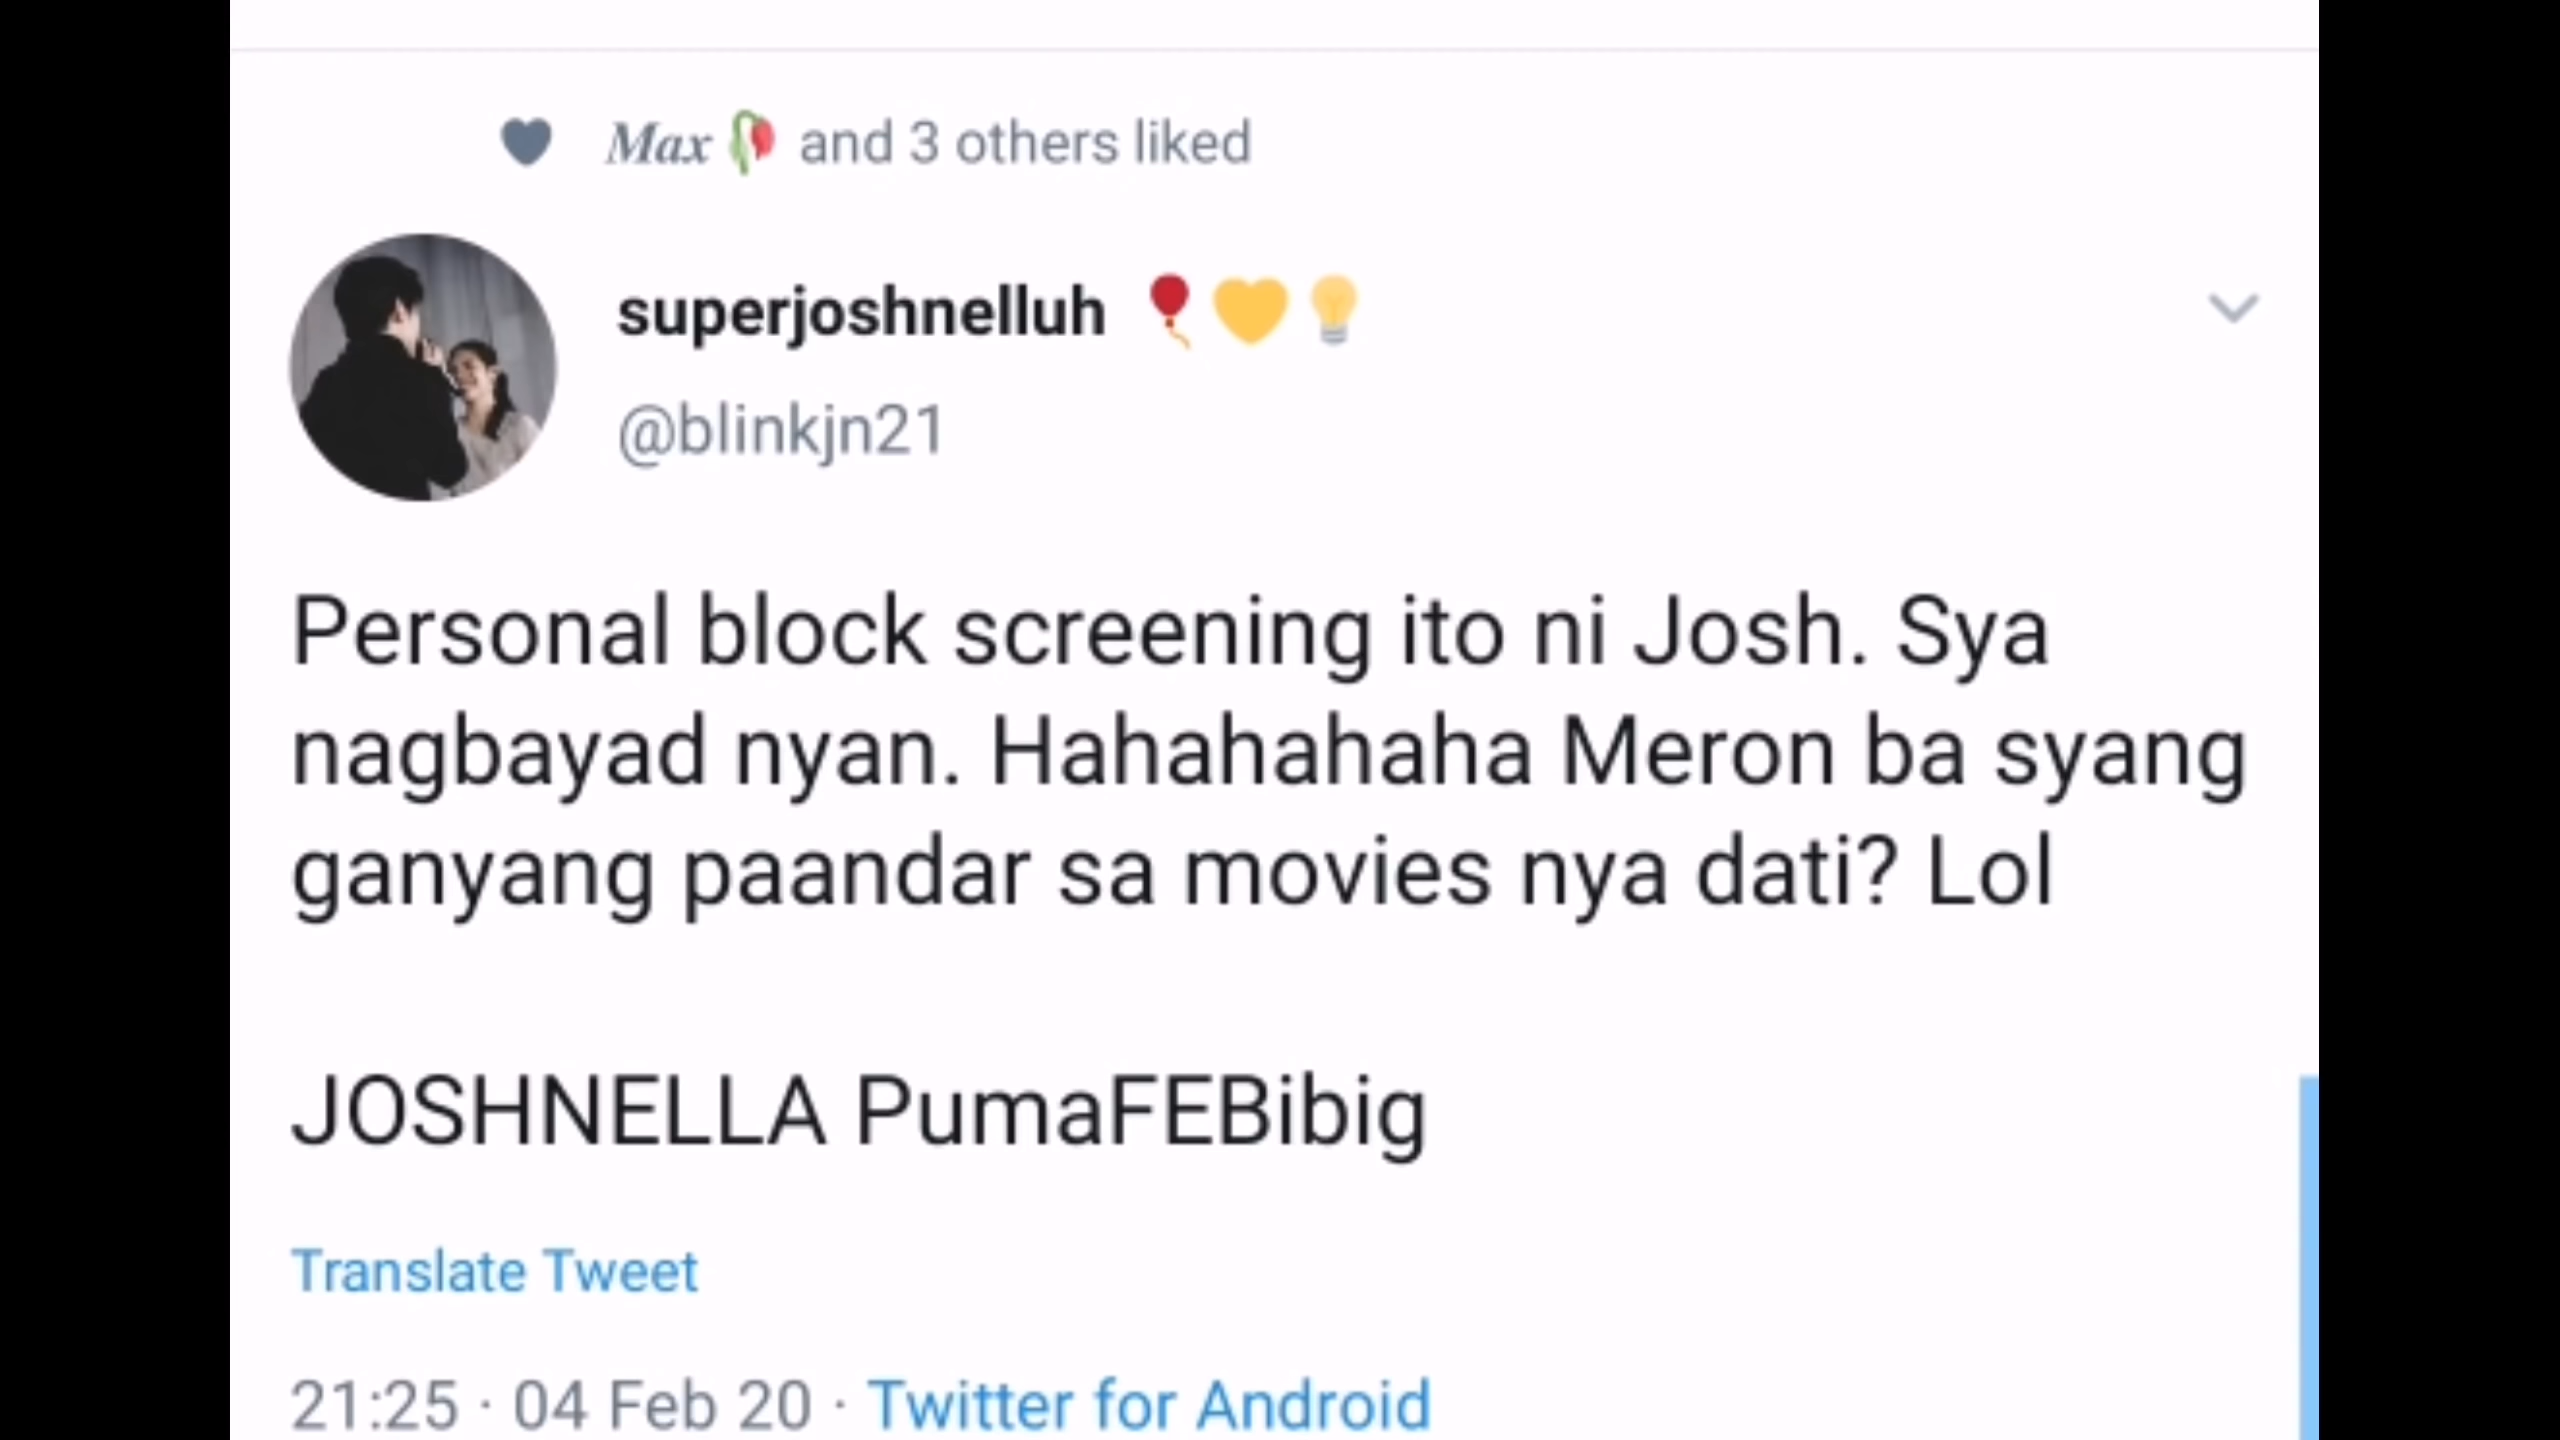 Max 🥀 and 3 others liked
superjoshnelluh 🎈💛💡
@blinkjn21
Personal block screening ito ni Josh. Sya
nagbayad nyan. Hahahahaha Meron ba syang
ganyang paandar sa movies nya dati? Lol
JOSHNELLA PumaFEBibig
Translate Tweet
21:25 · 04 Feb 20 · Twitter for Android